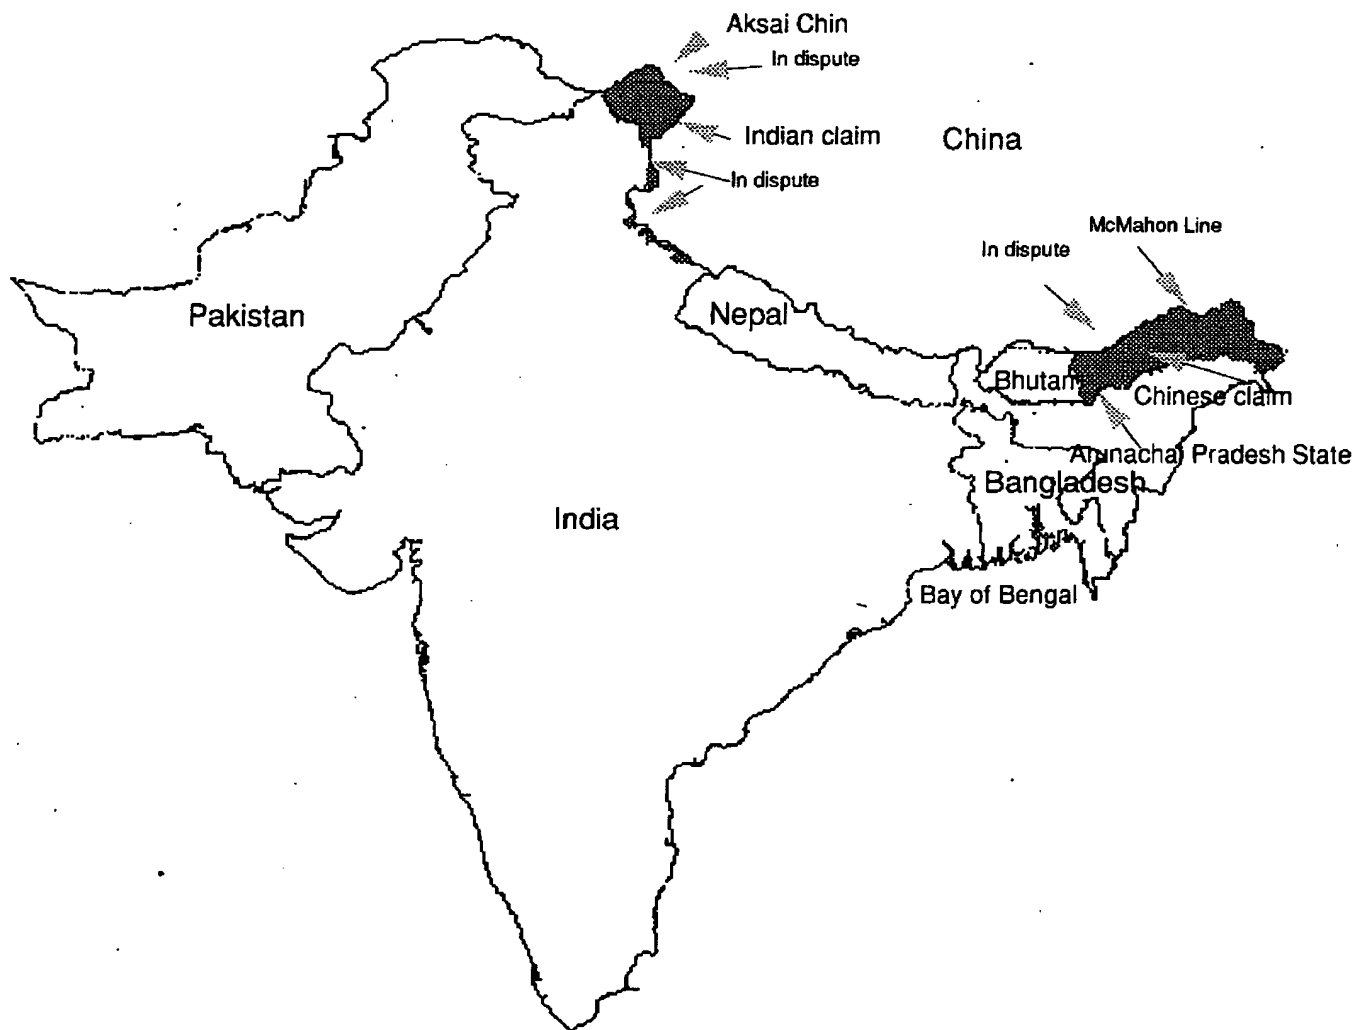 Aksai Chin
In dispute
Indian claim
China
In dispute
McMahon Line
In dispute
Pakistan
Nepal
Bhutan
Chinese claim
Arunachal Pradesh State
Bangladesh
India
Bay of Bengal